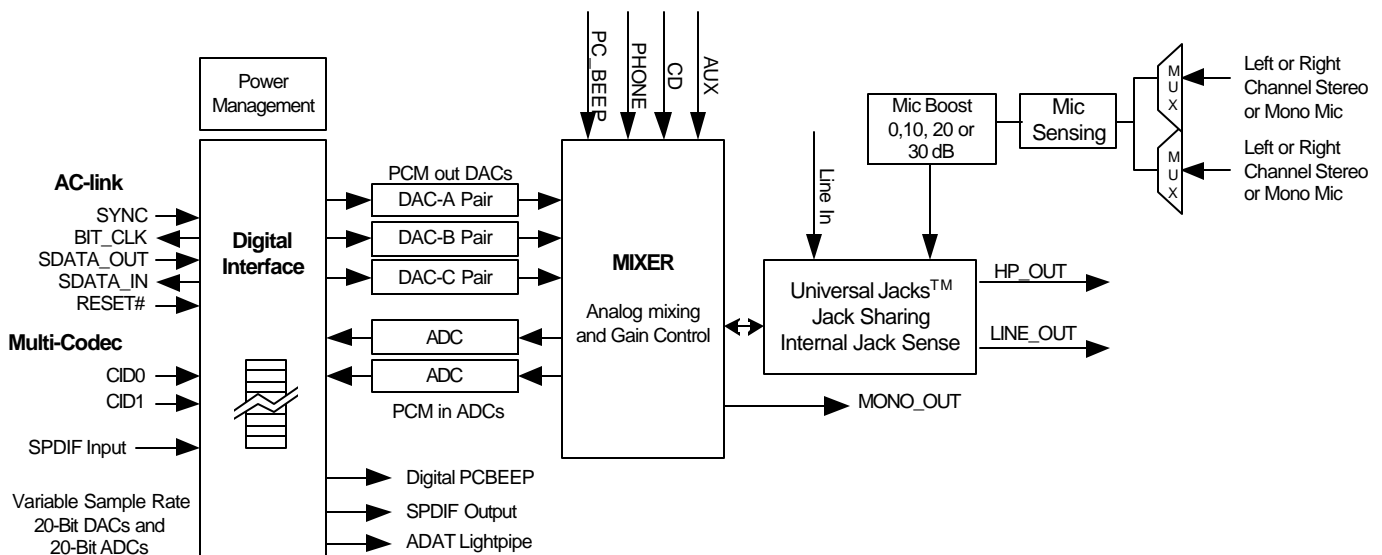 Power
Management
AC-link
SYNC
BIT_CLK
SDATA_OUT
SDATA_IN
RESET#
Multi-Codec
CID0
CID1
SPDIF Input
Variable Sample Rate
20-Bit DACs and
20-Bit ADCs
Digital
Interface
PCM out DACs
DAC-A Pair
DAC-B Pair
DAC-C Pair
ADC
ADC
PCM in ADCs
Digital PCBEEP
SPDIF Output
ADAT Lightpipe
PC_BEEP
PHONE
CD
AUX
MIXER
Analog mixing
and Gain Control
MONO_OUT
Line In
Mic Boost
0,10, 20 or
30 dB
Mic
Sensing
MUX
MUX
Left or Right
Channel Stereo
or Mono Mic
Left or Right
Channel Stereo
or Mono Mic
Universal Jacks™
Jack Sharing
Internal Jack Sense
HP_OUT
LINE_OUT